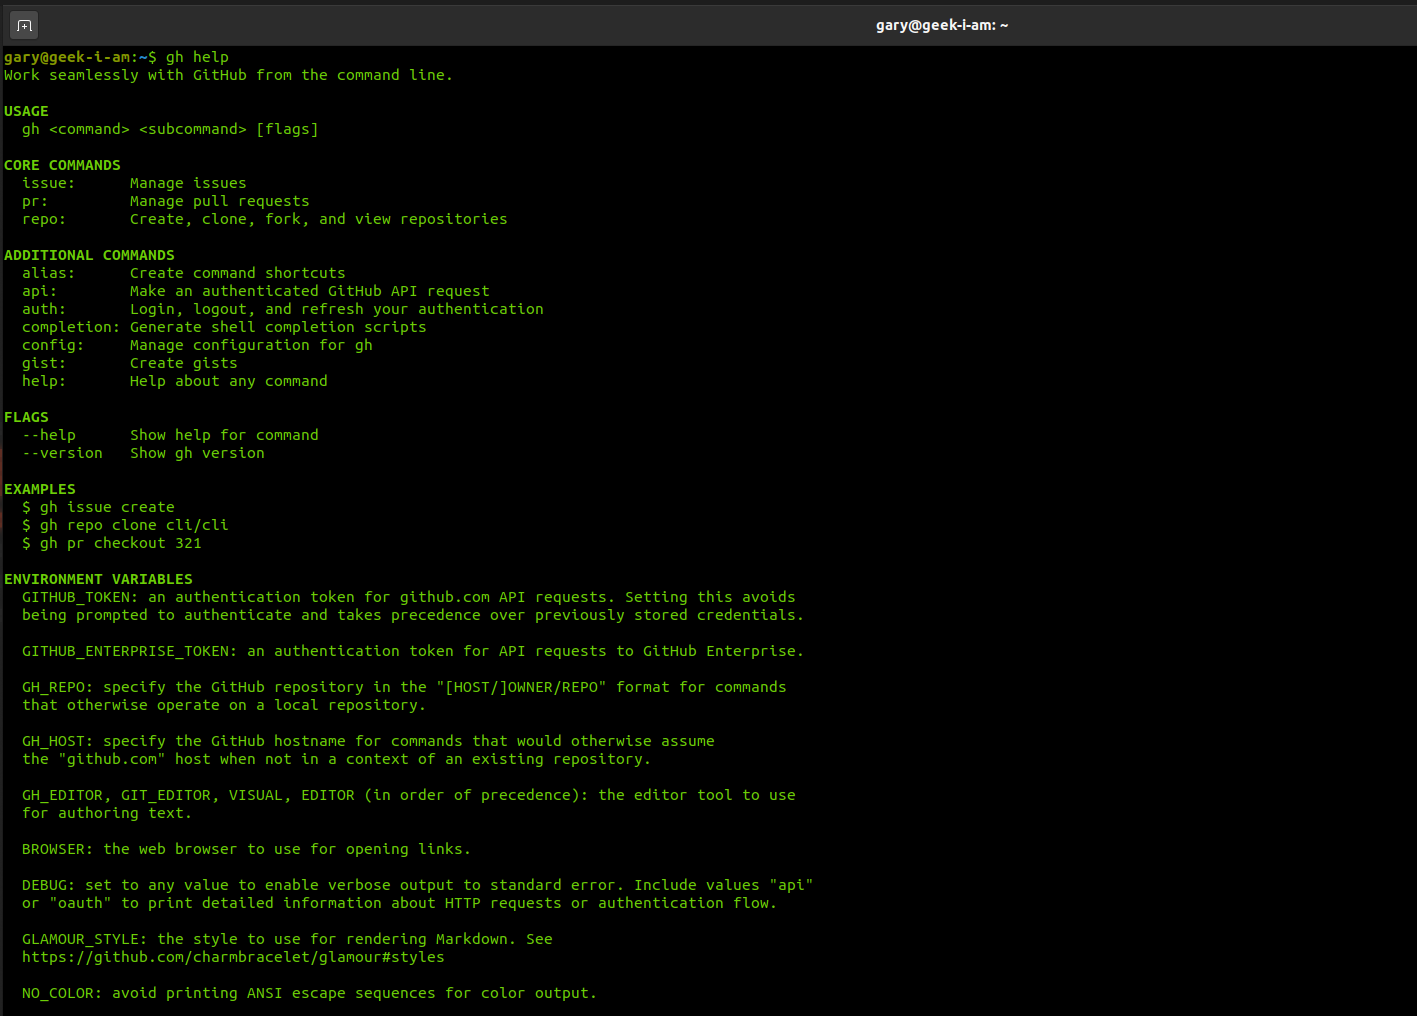 gary@geek-i-am: ~
gary@geek-i-am:~$ gh help
Work seamlessly with GitHub from the command line.
USAGE
gh <command> <subcommand> [flags]
CORE COMMANDS
issue: Manage issues
pr: Manage pull requests
repo: Create, clone, fork, and view repositories
ADDITIONAL COMMANDS
alias: Create command shortcuts
api: Make an authenticated GitHub API request
auth: Login, logout, and refresh your authentication
completion: Generate shell completion scripts
config: Manage configuration for gh
gist: Create gists
help: Help about any command
FLAGS
--help Show help for command
--version Show gh version
EXAMPLES
$ gh issue create
$ gh repo clone cli/cli
$ gh pr checkout 321
ENVIRONMENT VARIABLES
GITHUB_TOKEN: an authentication token for github.com API requests. Setting this avoids
being prompted to authenticate and takes precedence over previously stored credentials.
GITHUB_ENTERPRISE_TOKEN: an authentication token for API requests to GitHub Enterprise.
GH_REPO: specify the GitHub repository in the "[HOST/]OWNER/REPO" format for commands
that otherwise operate on a local repository.
GH_HOST: specify the GitHub hostname for commands that would otherwise assume
the "github.com" host when not in a context of an existing repository.
GH_EDITOR, GIT_EDITOR, VISUAL, EDITOR (in order of precedence): the editor tool to use
for authoring text.
BROWSER: the web browser to use for opening links.
DEBUG: set to any value to enable verbose output to standard error. Include values "api"
or "oauth" to print detailed information about HTTP requests or authentication flow.
GLAMOUR_STYLE: the style to use for rendering Markdown. See
https://github.com/charmbracelet/glamour#styles
NO_COLOR: avoid printing ANSI escape sequences for color output.